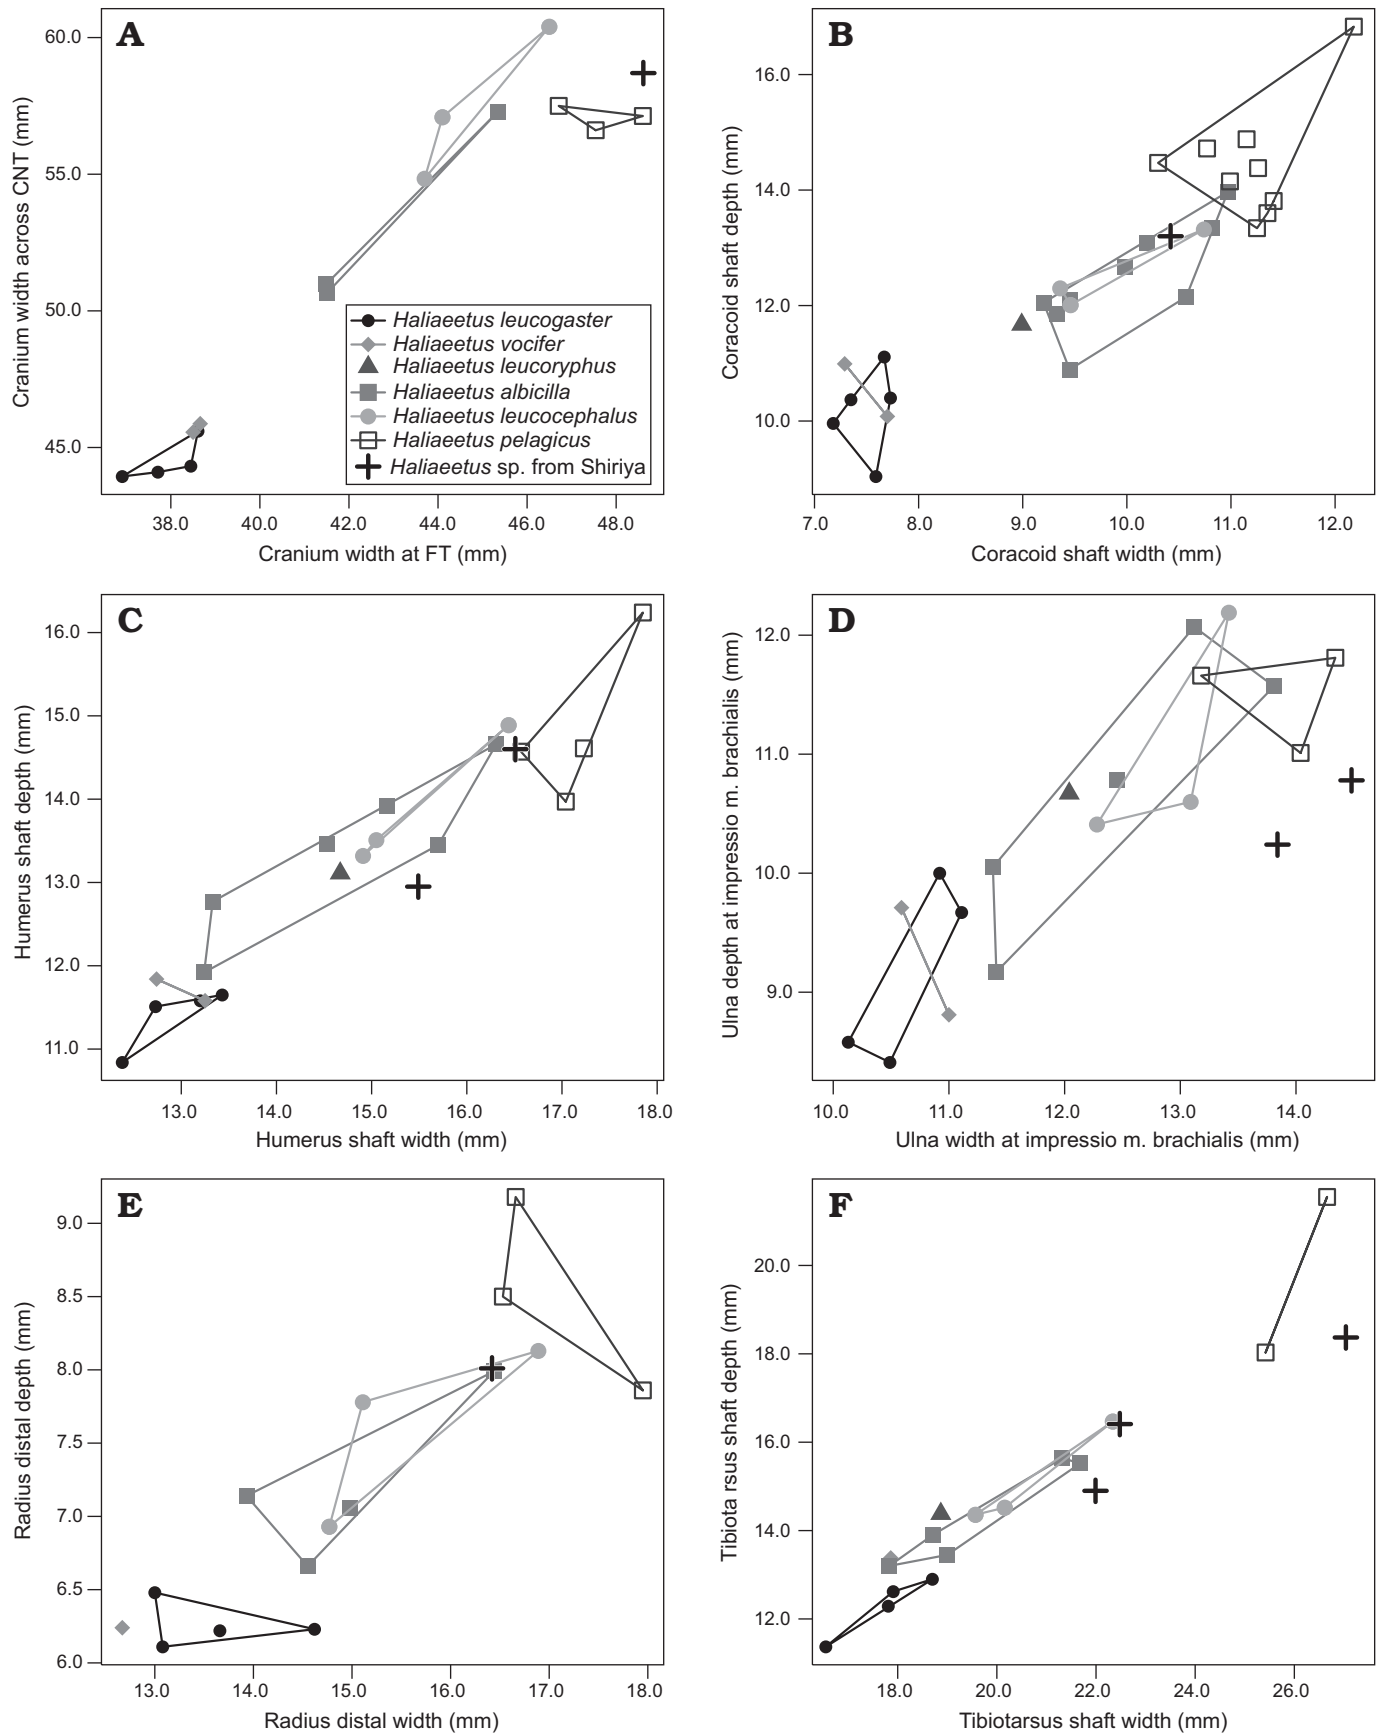 A
60.0
55.0
50.0
45.0
Cranium width across CNT (mm)
38.0 40.0 42.0 44.0 46.0 48.0
Cranium width at FT (mm)
Haliaeetus leucogaster
Haliaeetus vocifer
Haliaeetus leucoryphus
Haliaeetus albicilla
Haliaeetus leucocephalus
Haliaeetus pelagicus
Haliaeetus sp. from Shiriya
B
16.0
14.0
12.0
10.0
Coracoid shaft depth (mm)
7.0 8.0 9.0 10.0 11.0 12.0
Coracoid shaft width (mm)
C
16.0
15.0
14.0
13.0
12.0
11.0
Humerus shaft depth (mm)
13.0 14.0 15.0 16.0 17.0 18.0
Humerus shaft width (mm)
D
12.0
11.0
10.0
9.0
Ulna depth at impressio m. brachialis (mm)
10.0 11.0 12.0 13.0 14.0
Ulna width at impressio m. brachialis (mm)
E
9.0
8.5
8.0
7.5
7.0
6.5
6.0
Radius distal depth (mm)
13.0 14.0 15.0 16.0 17.0 18.0
Radius distal width (mm)
F
20.0
18.0
16.0
14.0
12.0
Tibiota rsus shaft depth (mm)
18.0 20.0 22.0 24.0 26.0
Tibiotarsus shaft width (mm)